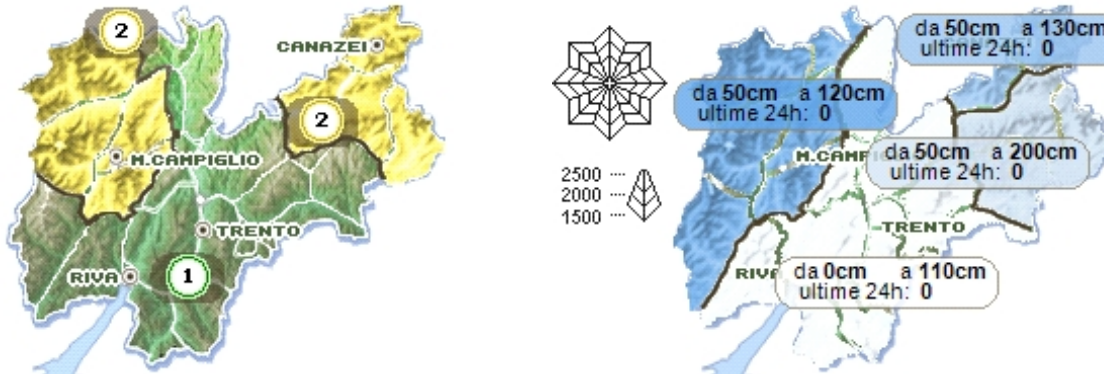 2
CANAZEI
2
M.CAMPIGLIO
TRENTO
RIVA
1
da 50cm a 130cm
ultime 24h: 0
da 50cm a 120cm
ultime 24h: 0
M.CAMPI
da 50cm a 200cm
ultime 24h: 0
2500
2000
1500
TRENTO
RIVA
da 0cm a 110cm
ultime 24h: 0